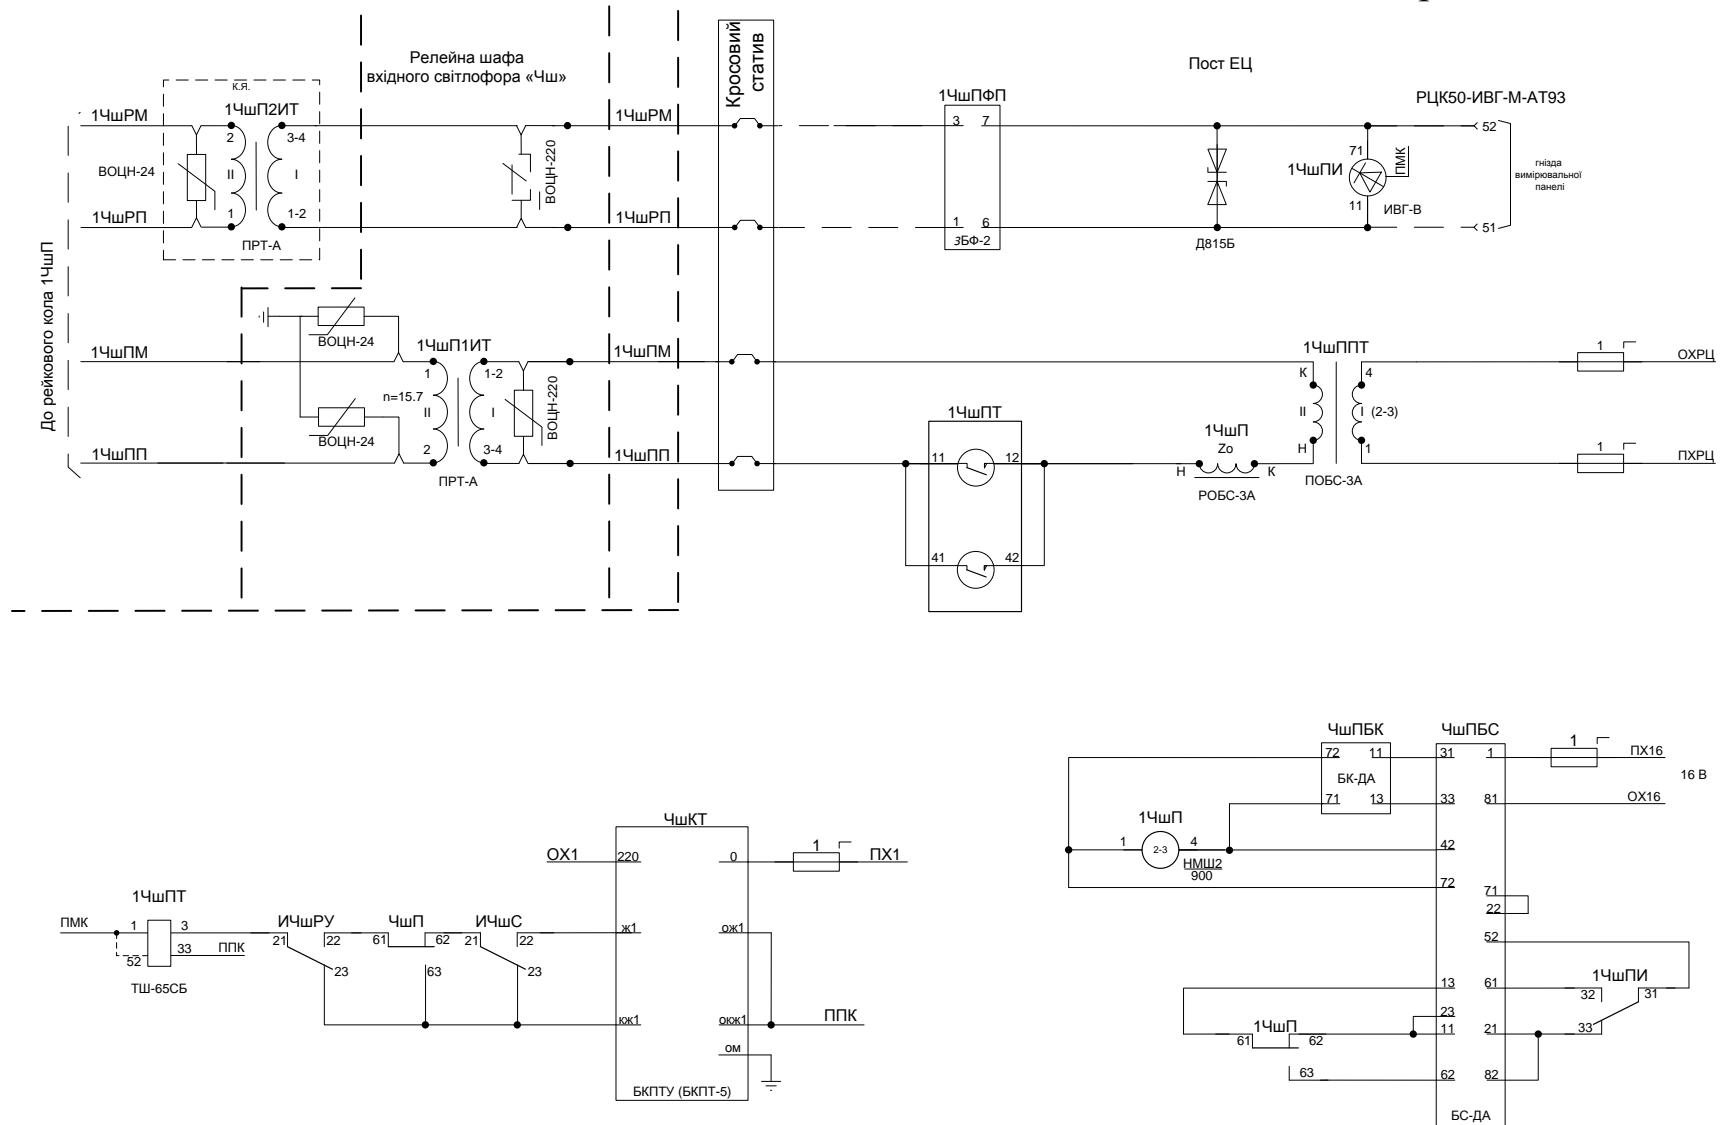 Релейна шафа
вхідного світлофора «Чш»
Кросовий
статив
Пост ЕЦ
До рейкового кола 1ЧшП
К.Я.
1ЧшРМ
1ЧшП2ИТ
2
3-4
ВОЦН-24
II
I
1
1-2
1ЧшРП
ПРТ-А
ВОЦН-220
1ЧшРМ
1ЧшРП
1ЧшПФП
3 7
1 6
ЗБФ-2
Д815Б
РЦК50-ИВГ-М-АТ93
71
1ЧшПИ
ПМК
11
ИВГ-В
52
51
гнізда
вимірювальної
панелі
ВОЦН-24
1ЧшПМ
1ЧшП1ИТ
1
1-2
n=15.7
II
I
ВОЦН-24
2
3-4
1ЧшПП
ПРТ-А
ВОЦН-220
1ЧшПМ
1ЧшПП
1ЧшПТ
11 12
41 42
1ЧшП
Zo
Н К
РОБС-3А
1ЧшППТ
К 4
II I (2-3)
Н 1
ПОБС-3А
1
ОХРЦ
1
ПХРЦ
ЧшКТ
ОХ1
220 0
1
ПХ1
1ЧшПТ
ПМК
1 3
52 33
ППК
ТШ-65СБ
ИЧшРУ
21 22
23
ЧшП
61 62
63
ИЧшС
21 22
23
ж1 ож1
кж1 окж1
ППК
ом
БКПТУ (БКПТ-5)
ЧшПБК
72 11
БК-ДА
71 13
ЧшПБС
31 1
1
ПХ16
16 В
33 81
ОХ16
1ЧшП
1 2-3 4
НМШ2
900
42
72
71
22
52
13 61
1ЧшПИ
32 31
23
11 21
33
1ЧшП
61 62
63
62 82
БС-ДА